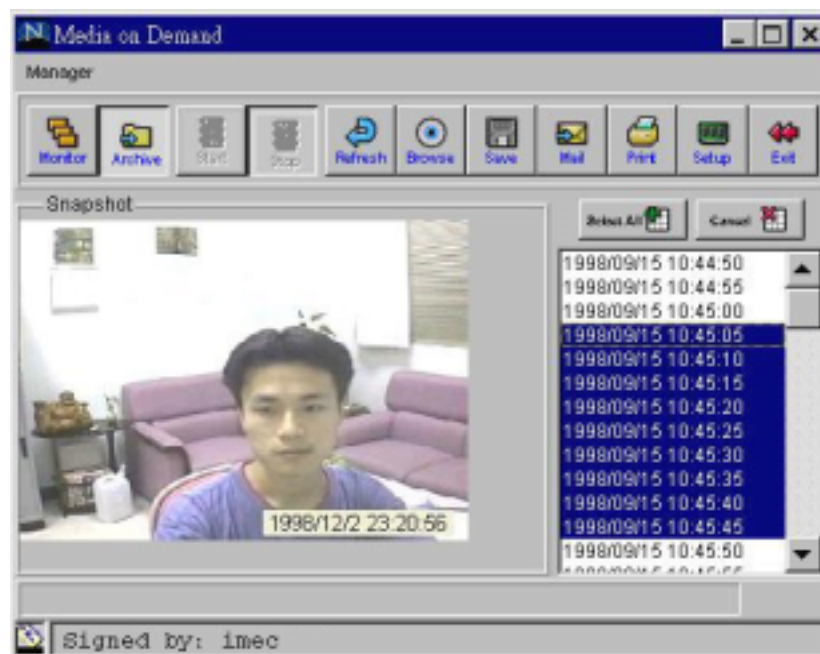 N Media on Demand
Manager
Monitor Archive Start Stop Refresh Browse Save Mail Print Setup Exit
Snapshot
Select All Cancel
1998/09/15 10:44:50
1998/09/15 10:44:55
1998/09/15 10:45:00
1998/09/15 10:45:05
1998/09/15 10:45:10
1998/09/15 10:45:15
1998/09/15 10:45:20
1998/09/15 10:45:25
1998/09/15 10:45:30
1998/09/15 10:45:35
1998/09/15 10:45:40
1998/09/15 10:45:45
1998/09/15 10:45:50
1998/12/2 23:20:56
Signed by: imec